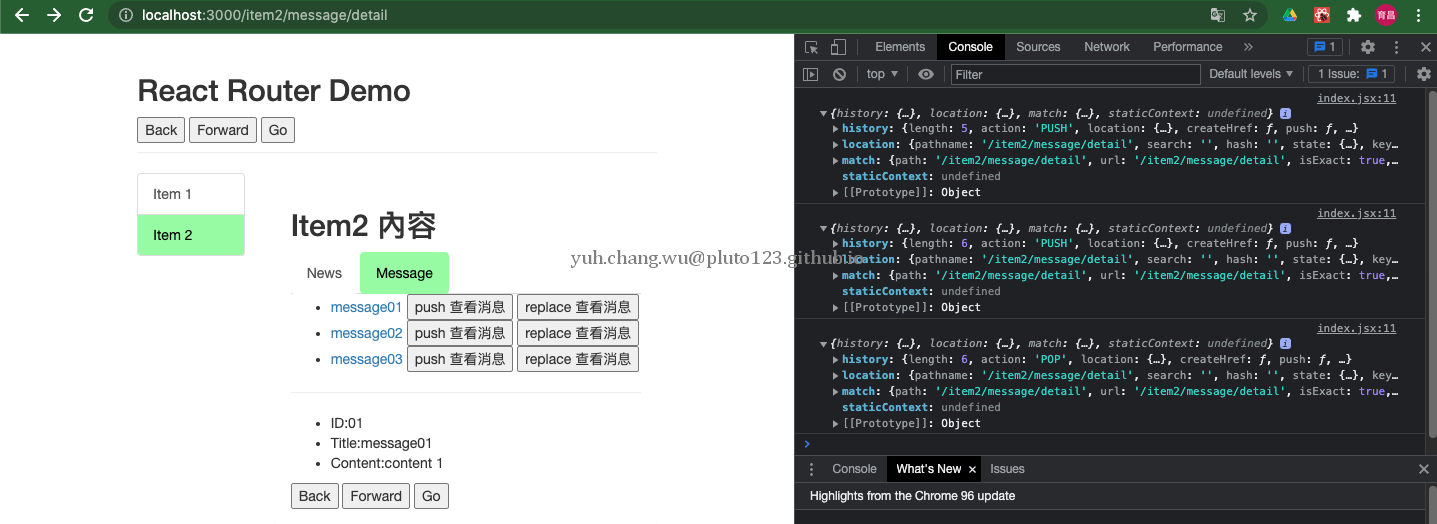 localhost:3000/item2/message/detail
育昌
React Router Demo
Back Forward Go
Item 1
Item 2
Item2 內容
News Message
message01 push 查看消息 replace 查看消息
message02 push 查看消息 replace 查看消息
message03 push 查看消息 replace 查看消息
ID:01
Title:message01
Content:content 1
Back Forward Go
yuh.chang.wu@pluto123.github.io
Elements Console Sources Network Performance » 1
top Filter Default levels 1 Issue: 1
index.jsx:11
{history: {…}, location: {…}, match: {…}, staticContext: undefined}
history: {length: 5, action: 'PUSH', location: {…}, createHref: ƒ, push: ƒ, …}
location: {pathname: '/item2/message/detail', search: '', hash: '', state: {…}, key…
match: {path: '/item2/message/detail', url: '/item2/message/detail', isExact: true,…
staticContext: undefined
[[Prototype]]: Object
index.jsx:11
{history: {…}, location: {…}, match: {…}, staticContext: undefined}
history: {length: 6, action: 'PUSH', location: {…}, createHref: ƒ, push: ƒ, …}
location: {pathname: '/item2/message/detail', search: '', hash: '', state: {…}, key…
match: {path: '/item2/message/detail', url: '/item2/message/detail', isExact: true,…
staticContext: undefined
[[Prototype]]: Object
index.jsx:11
{history: {…}, location: {…}, match: {…}, staticContext: undefined}
history: {length: 6, action: 'POP', location: {…}, createHref: ƒ, push: ƒ, …}
location: {pathname: '/item2/message/detail', search: '', hash: '', state: {…}, key…
match: {path: '/item2/message/detail', url: '/item2/message/detail', isExact: true,…
staticContext: undefined
[[Prototype]]: Object
Console What's New × Issues
Highlights from the Chrome 96 update